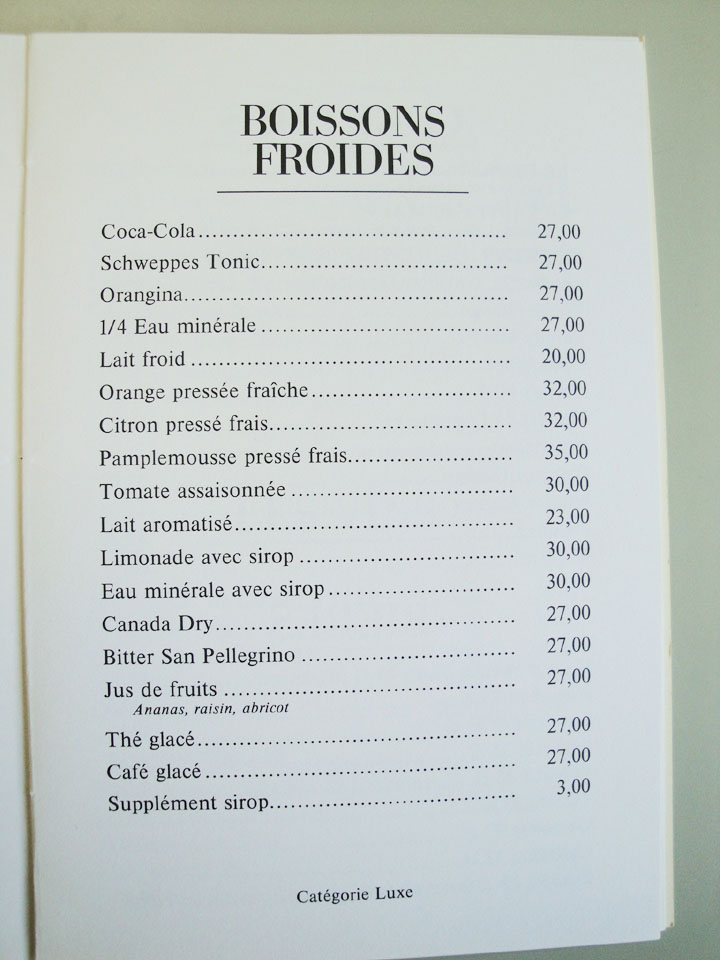 BOISSONS
FROIDES
Coca-Cola ............................................. 27,00
Schweppes Tonic.................................... 27,00
Orangina............................................... 27,00
1/4 Eau minérale .................................... 27,00
Lait froid .............................................. 20,00
Orange pressée fraîche............................. 32,00
Citron pressé frais................................... 32,00
Pamplemousse pressé frais........................ 35,00
Tomate assaisonnée ................................ 30,00
Lait aromatisé........................................ 23,00
Limonade avec sirop ............................... 30,00
Eau minérale avec sirop ........................... 30,00
Canada Dry........................................... 27,00
Bitter San Pellegrino ............................... 27,00
Jus de fruits .......................................... 27,00
Ananas, raisin, abricot
Thé glacé.............................................. 27,00
Café glacé ............................................. 27,00
Supplément sirop.................................... 3,00
Catégorie Luxe